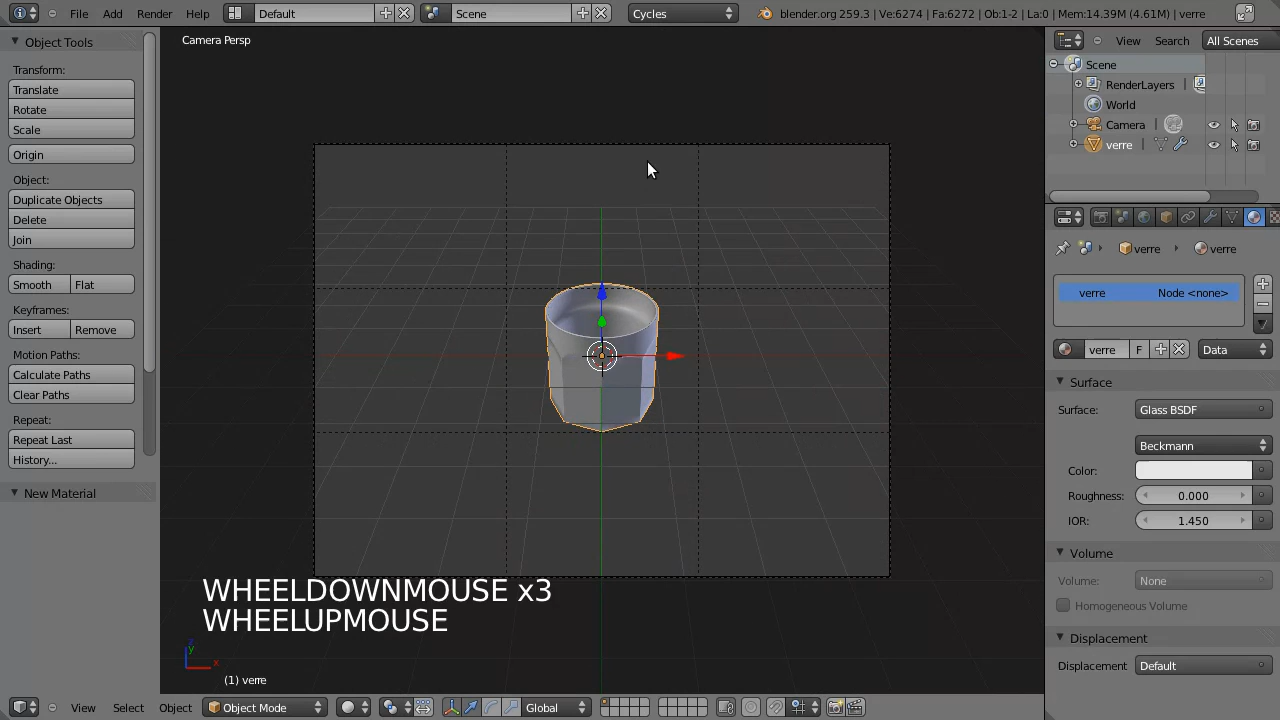 File Add Render Help Default Scene Cycles blender.org 259.3 | Ve:6274 | Fa:6272 | Ob:1-2 | La:0 | Mem:14.39M (4.61M) | verre
Object Tools
Transform:
Translate
Rotate
Scale
Origin
Object:
Duplicate Objects
Delete
Join
Shading:
Smooth Flat
Keyframes:
Insert Remove
Motion Paths:
Calculate Paths
Clear Paths
Repeat:
Repeat Last
History...
New Material
Camera Persp
WHEELDOWNMOUSE x3
WHEELUPMOUSE
z
y
x
(1) verre
View Select Object Object Mode Global
View Search All Scenes
Scene
RenderLayers |
World
Camera |
verre |
verre verre
verre Node <none>
verre F Data
Surface
Surface: Glass BSDF
Beckmann
Color:
Roughness: 0.000
IOR: 1.450
Volume
Volume: None
Homogeneous Volume
Displacement
Displacement Default